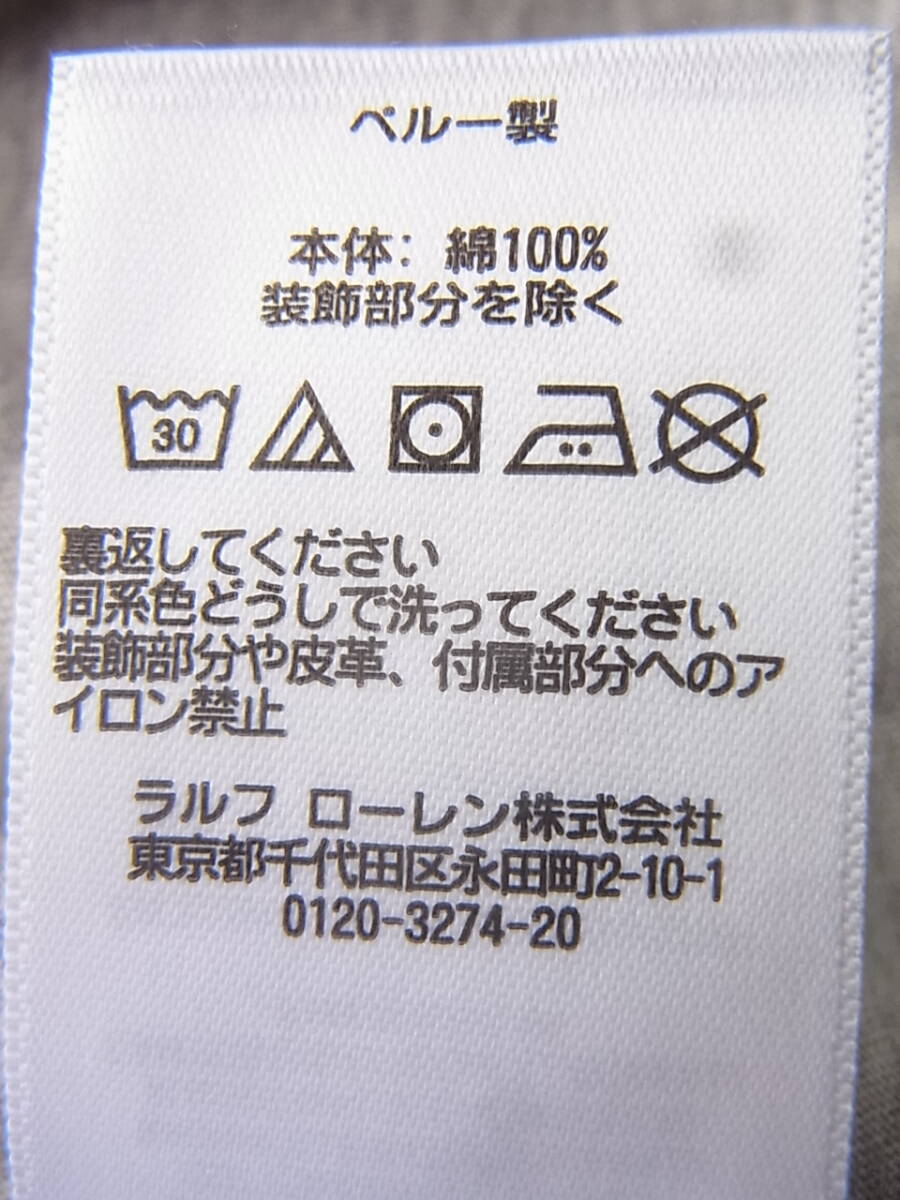 ペルー製
本体: 綿100%
装飾部分を除く
30
裏返してください
同系色どうしで洗ってください
装飾部分や皮革、付属部分へのア
イロン禁止
ラルフ ローレン株式会社
東京都千代田区永田町2-10-1
0120-3274-20